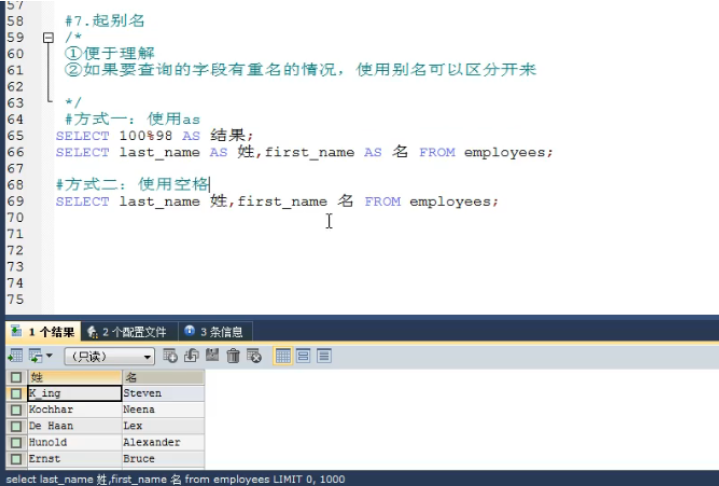 57
58 #7.起别名
59 /*
60 ①便于理解
61 ②如果要查询的字段有重名的情况，使用别名可以区分开来
62
63 */
64 #方式一：使用as
65 SELECT 100%98 AS 结果;
66 SELECT last_name AS 姓,first_name AS 名 FROM employees;
67
68 #方式二：使用空格
69 SELECT last_name 姓,first_name 名 FROM employees;
70
71
72
73
74
75
1 个结果 2 个配置文件 3 条信息
(只读)
姓 名
K_ing Steven
Kochhar Neena
De Haan Lex
Hunold Alexander
Ernst Bruce
select last_name 姓,first_name 名 from employees LIMIT 0, 1000